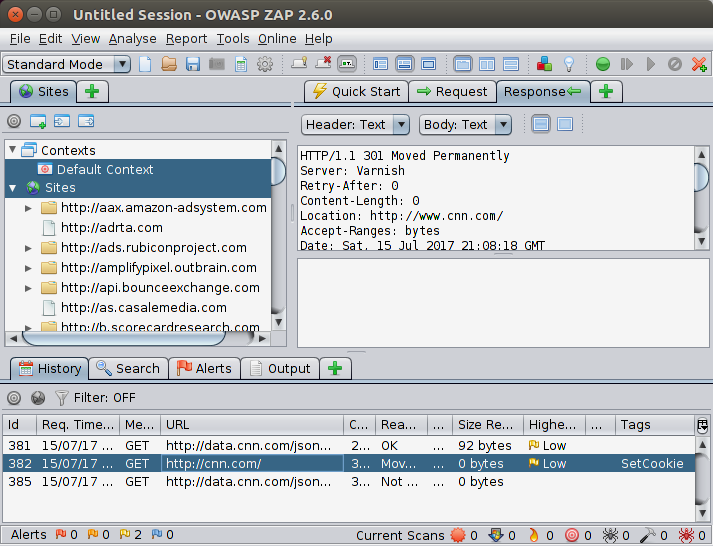 Untitled Session - OWASP ZAP 2.6.0
File Edit View Analyse Report Tools Online Help
Standard Mode
Sites
Quick Start Request Response
Header: Text Body: Text
Contexts
Default Context
Sites
http://aax.amazon-adsystem.com
http://adrta.com
http://ads.rubiconproject.com
http://amplifypixel.outbrain.com
http://api.bounceexchange.com
http://as.casalemedia.com
http://b.scorecardresearch.com
HTTP/1.1 301 Moved Permanently
Server: Varnish
Retry-After: 0
Content-Length: 0
Location: http://www.cnn.com/
Accept-Ranges: bytes
Date: Sat, 15 Jul 2017 21:08:18 GMT
History Search Alerts Output
Filter: OFF
Id Req. Time... Me... URL C... Rea... ... Size Re... Highe... ... Tags
381 15/07/17 ... GET http://data.cnn.com/json... 2... OK ... 92 bytes Low
382 15/07/17 ... GET http://cnn.com/ 3... Mov... ... 0 bytes Low SetCookie
385 15/07/17 ... GET http://data.cnn.com/json... 3... Not ... ... 0 bytes
Alerts 0 0 2 0 Current Scans 0 0 0 0 0 0 0